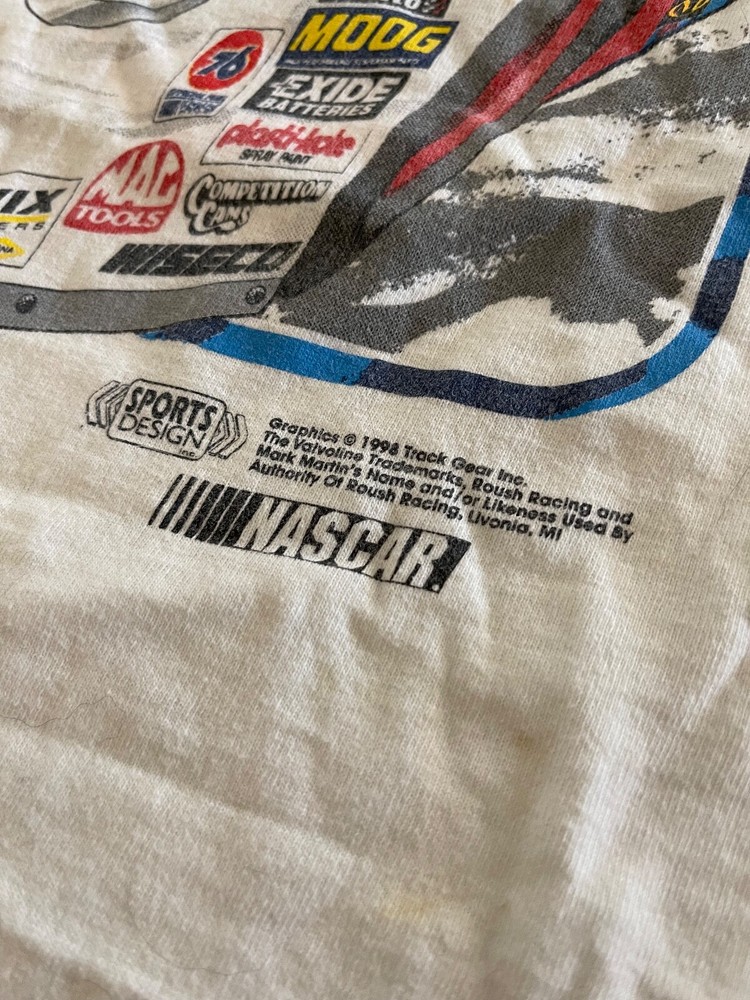 MOOG
76
EXIDE
BATTERIES
plasti-kote
SPRAY PAINT
MAC
TOOLS
COMPETITION
CAMS
WISECO
SPORTS
DESIGN
Inc.
Graphics © 1998 Track Gear Inc.
The Valvoline Trademarks, Roush Racing and
Mark Martin's Name and/or Likeness Used By
Authority Of Roush Racing, Livonia, MI
NASCAR